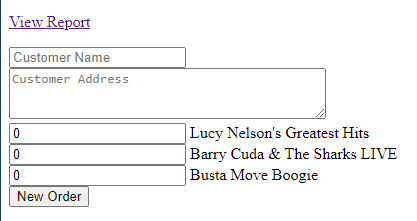 View Report
Customer Name
Customer Address
0 Lucy Nelson's Greatest Hits
0 Barry Cuda & The Sharks LIVE
0 Busta Move Boogie
New Order